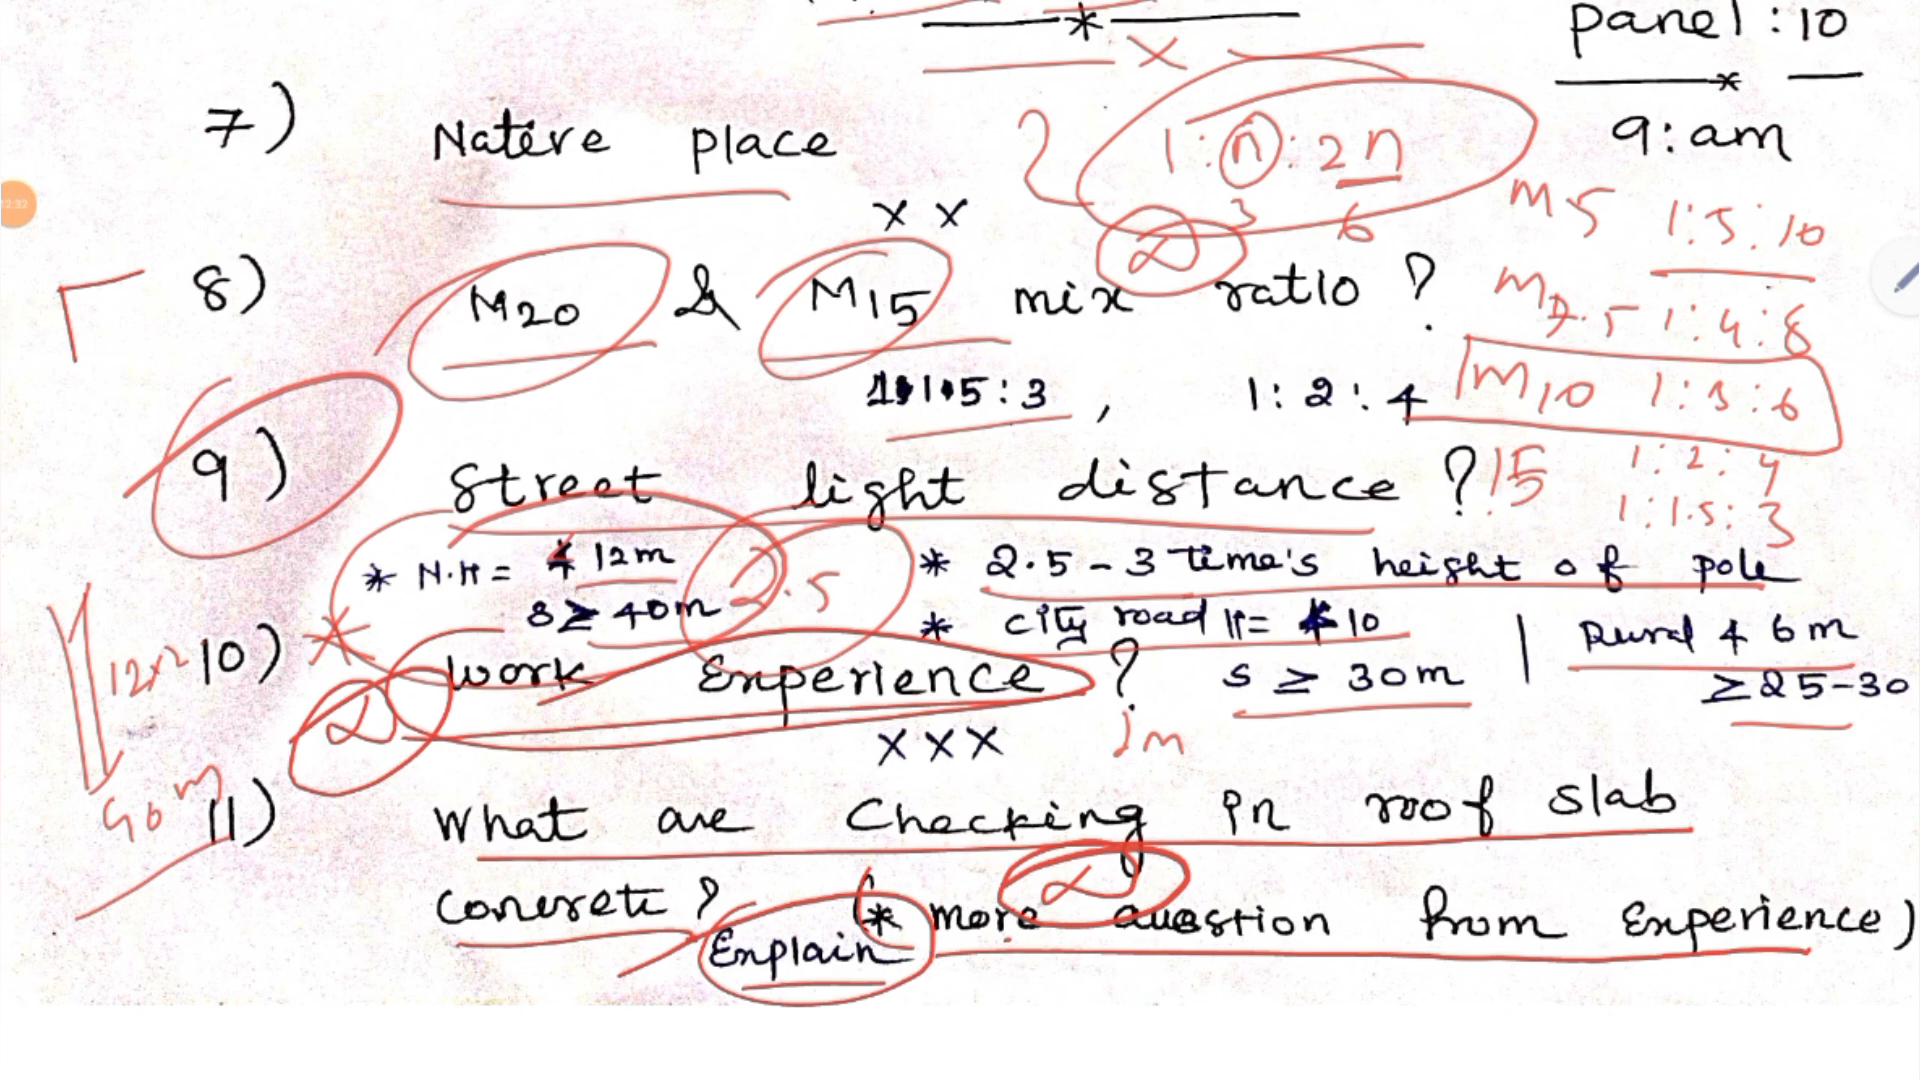 panel : 10
9 : am
7) Native place
1 : n : 2n
3 6
M5 1:5:10
x x
8) M20 & M15 mix ratio ?
M7.5 1:4:8
1:1.5:3 , 1:2:4
M10 1:3:6
9) Street light distance ?
15 1:2:4
1:1.5:3
* N.H = 12m * 2.5 - 3 time's height of pole
S ≥ 40m 2.5 * city road H = 10 | Rural 6m
10) Work Experience ? S ≥ 30m ≥ 25-30
12x2
x x x
11) What are Checking in roof slab
concrete ? (* more question from Experience)
Explain